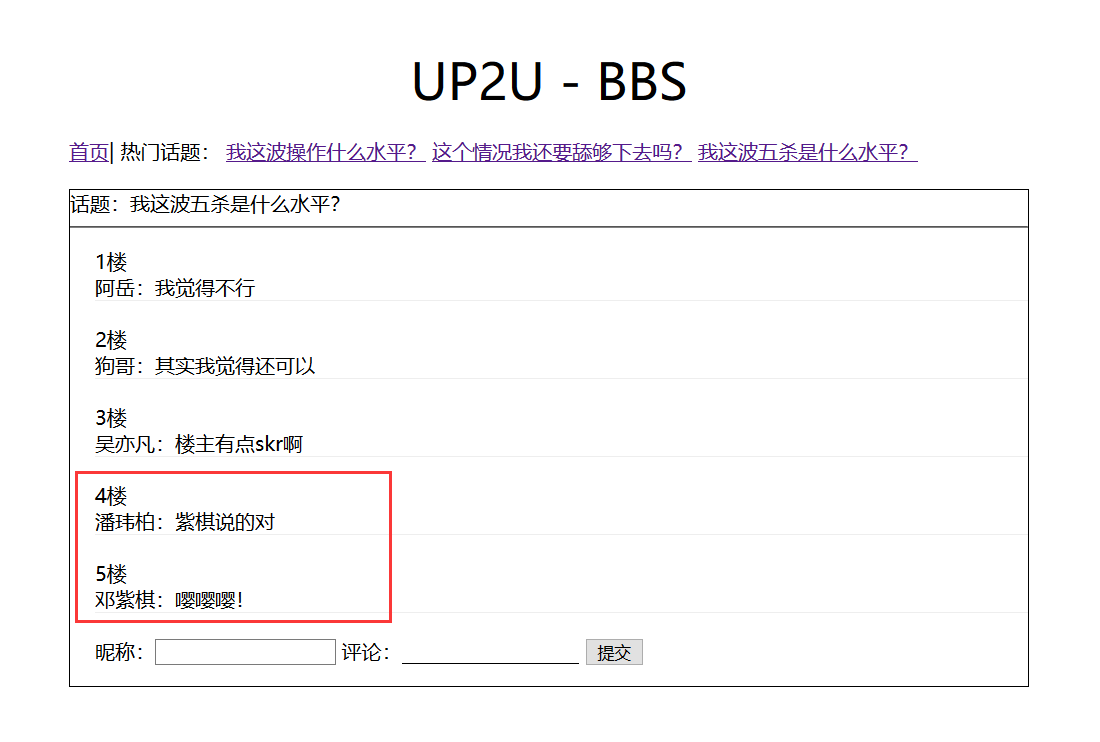 UP2U - BBS
首页| 热门话题： 我这波操作什么水平？ 这个情况我还要舔够下去吗？ 我这波五杀是什么水平？
话题：我这波五杀是什么水平？
1楼
阿岳：我觉得不行
2楼
狗哥：其实我觉得还可以
3楼
吴亦凡：楼主有点skr啊
4楼
潘玮柏：紫棋说的对
5楼
邓紫棋：嘤嘤嘤！
昵称： 评论： 提交